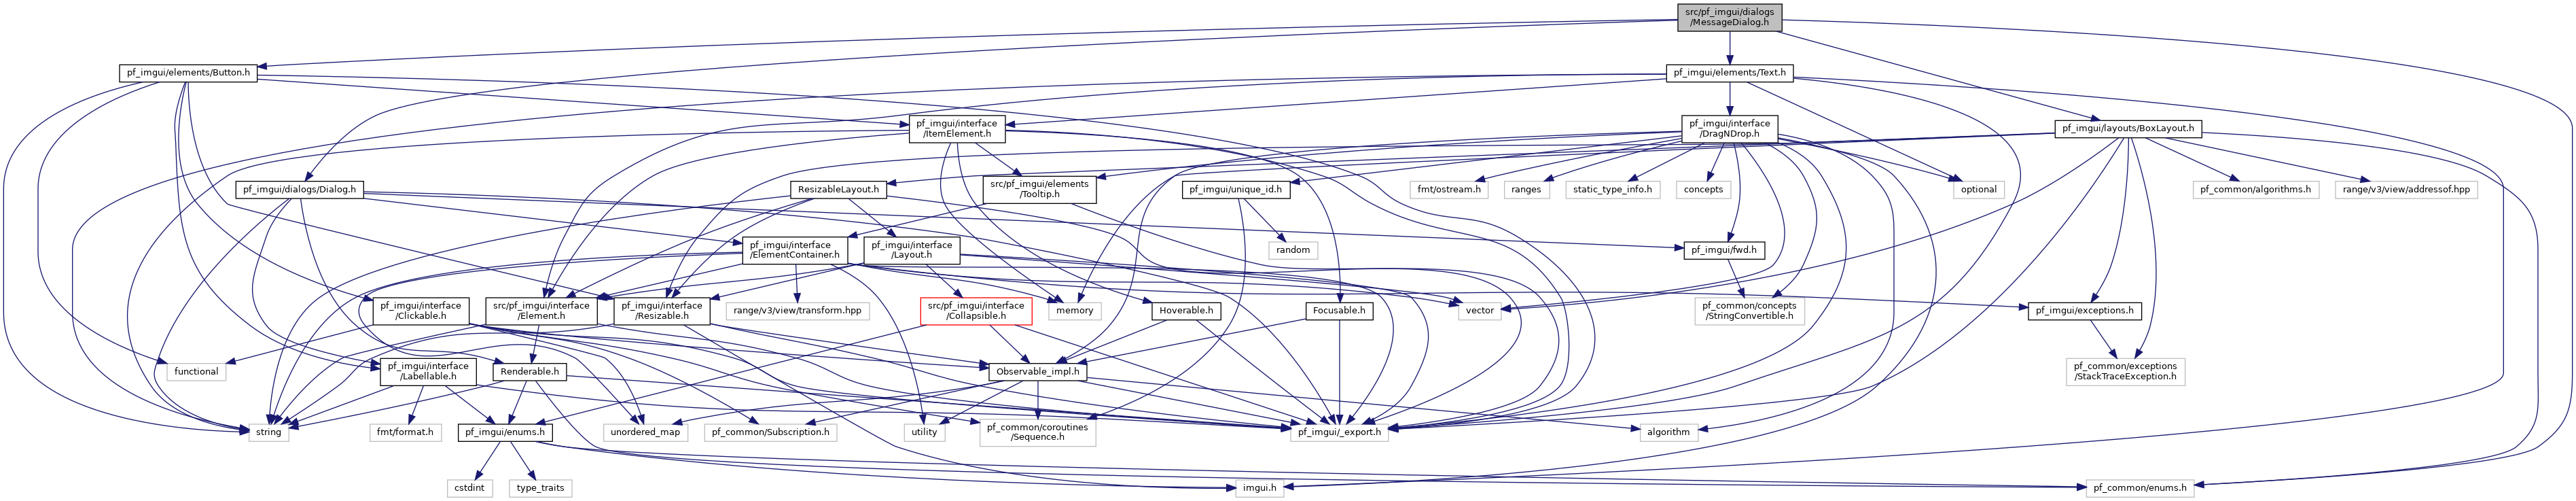 src/pf_imgui/dialogs
/MessageDialog.h
pf_imgui/elements/Button.h
pf_imgui/elements/Text.h
pf_imgui/interface
/ItemElement.h
pf_imgui/interface
/DragNDrop.h
pf_imgui/layouts/BoxLayout.h
pf_imgui/dialogs/Dialog.h
ResizableLayout.h
src/pf_imgui/elements
/Tooltip.h
pf_imgui/unique_id.h
fmt/ostream.h
ranges
static_type_info.h
concepts
optional
pf_common/algorithms.h
range/v3/view/addressof.hpp
pf_imgui/interface
/ElementContainer.h
pf_imgui/interface
/Layout.h
random
pf_imgui/fwd.h
pf_imgui/interface
/Clickable.h
src/pf_imgui/interface
/Element.h
pf_imgui/interface
/Resizable.h
range/v3/view/transform.hpp
src/pf_imgui/interface
/Collapsible.h
memory
Hoverable.h
Focusable.h
vector
pf_common/concepts
/StringConvertible.h
pf_imgui/exceptions.h
functional
pf_imgui/interface
/Labellable.h
Renderable.h
Observable_impl.h
pf_common/exceptions
/StackTraceException.h
string
fmt/format.h
pf_imgui/enums.h
unordered_map
pf_common/Subscription.h
utility
pf_common/coroutines
/Sequence.h
pf_imgui/_export.h
algorithm
cstdint
type_traits
imgui.h
pf_common/enums.h